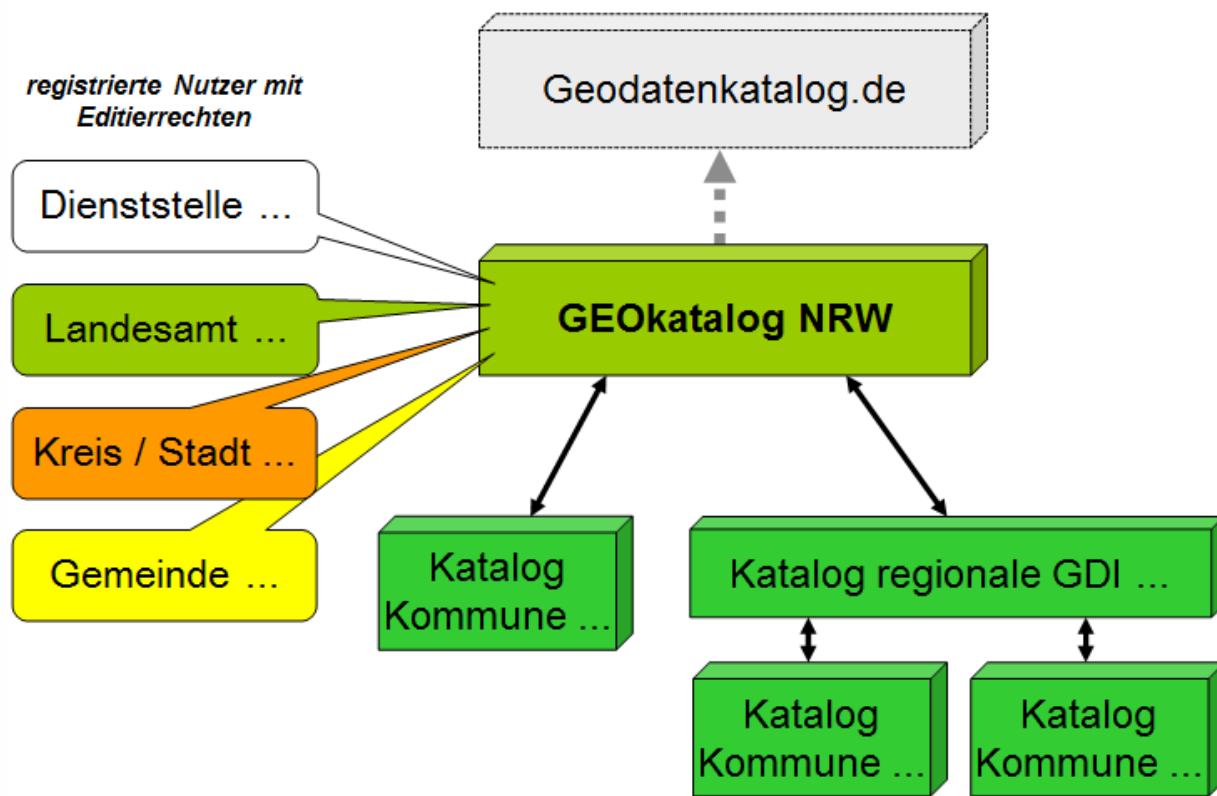 registrierte Nutzer mit
Editierrechten
Geodatenkatalog.de
Dienststelle ...
Landesamt ...
Kreis / Stadt ...
Gemeinde ...
GEOkatalog NRW
Katalog
Kommune ...
Katalog regionale GDI ...
Katalog
Kommune ...
Katalog
Kommune ...